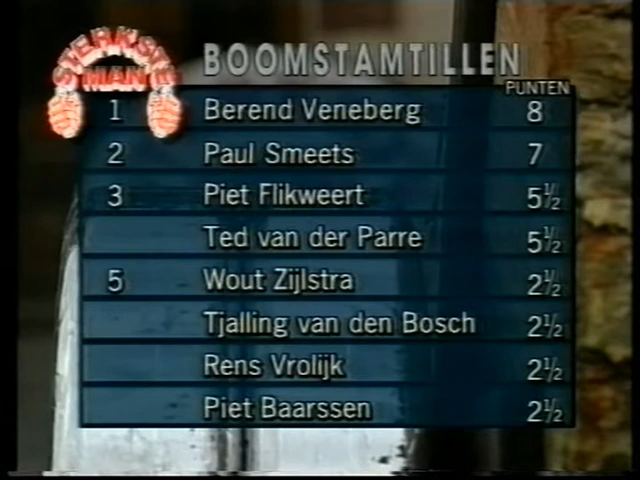 STERKSTE
MAN
BOOMSTAMTILLEN
PUNTEN
1 Berend Veneberg 8
2 Paul Smeets 7
3 Piet Flikweert 5½
Ted van der Parre 5½
5 Wout Zijlstra 2½
Tjalling van den Bosch 2½
Rens Vrolijk 2½
Piet Baarssen 2½